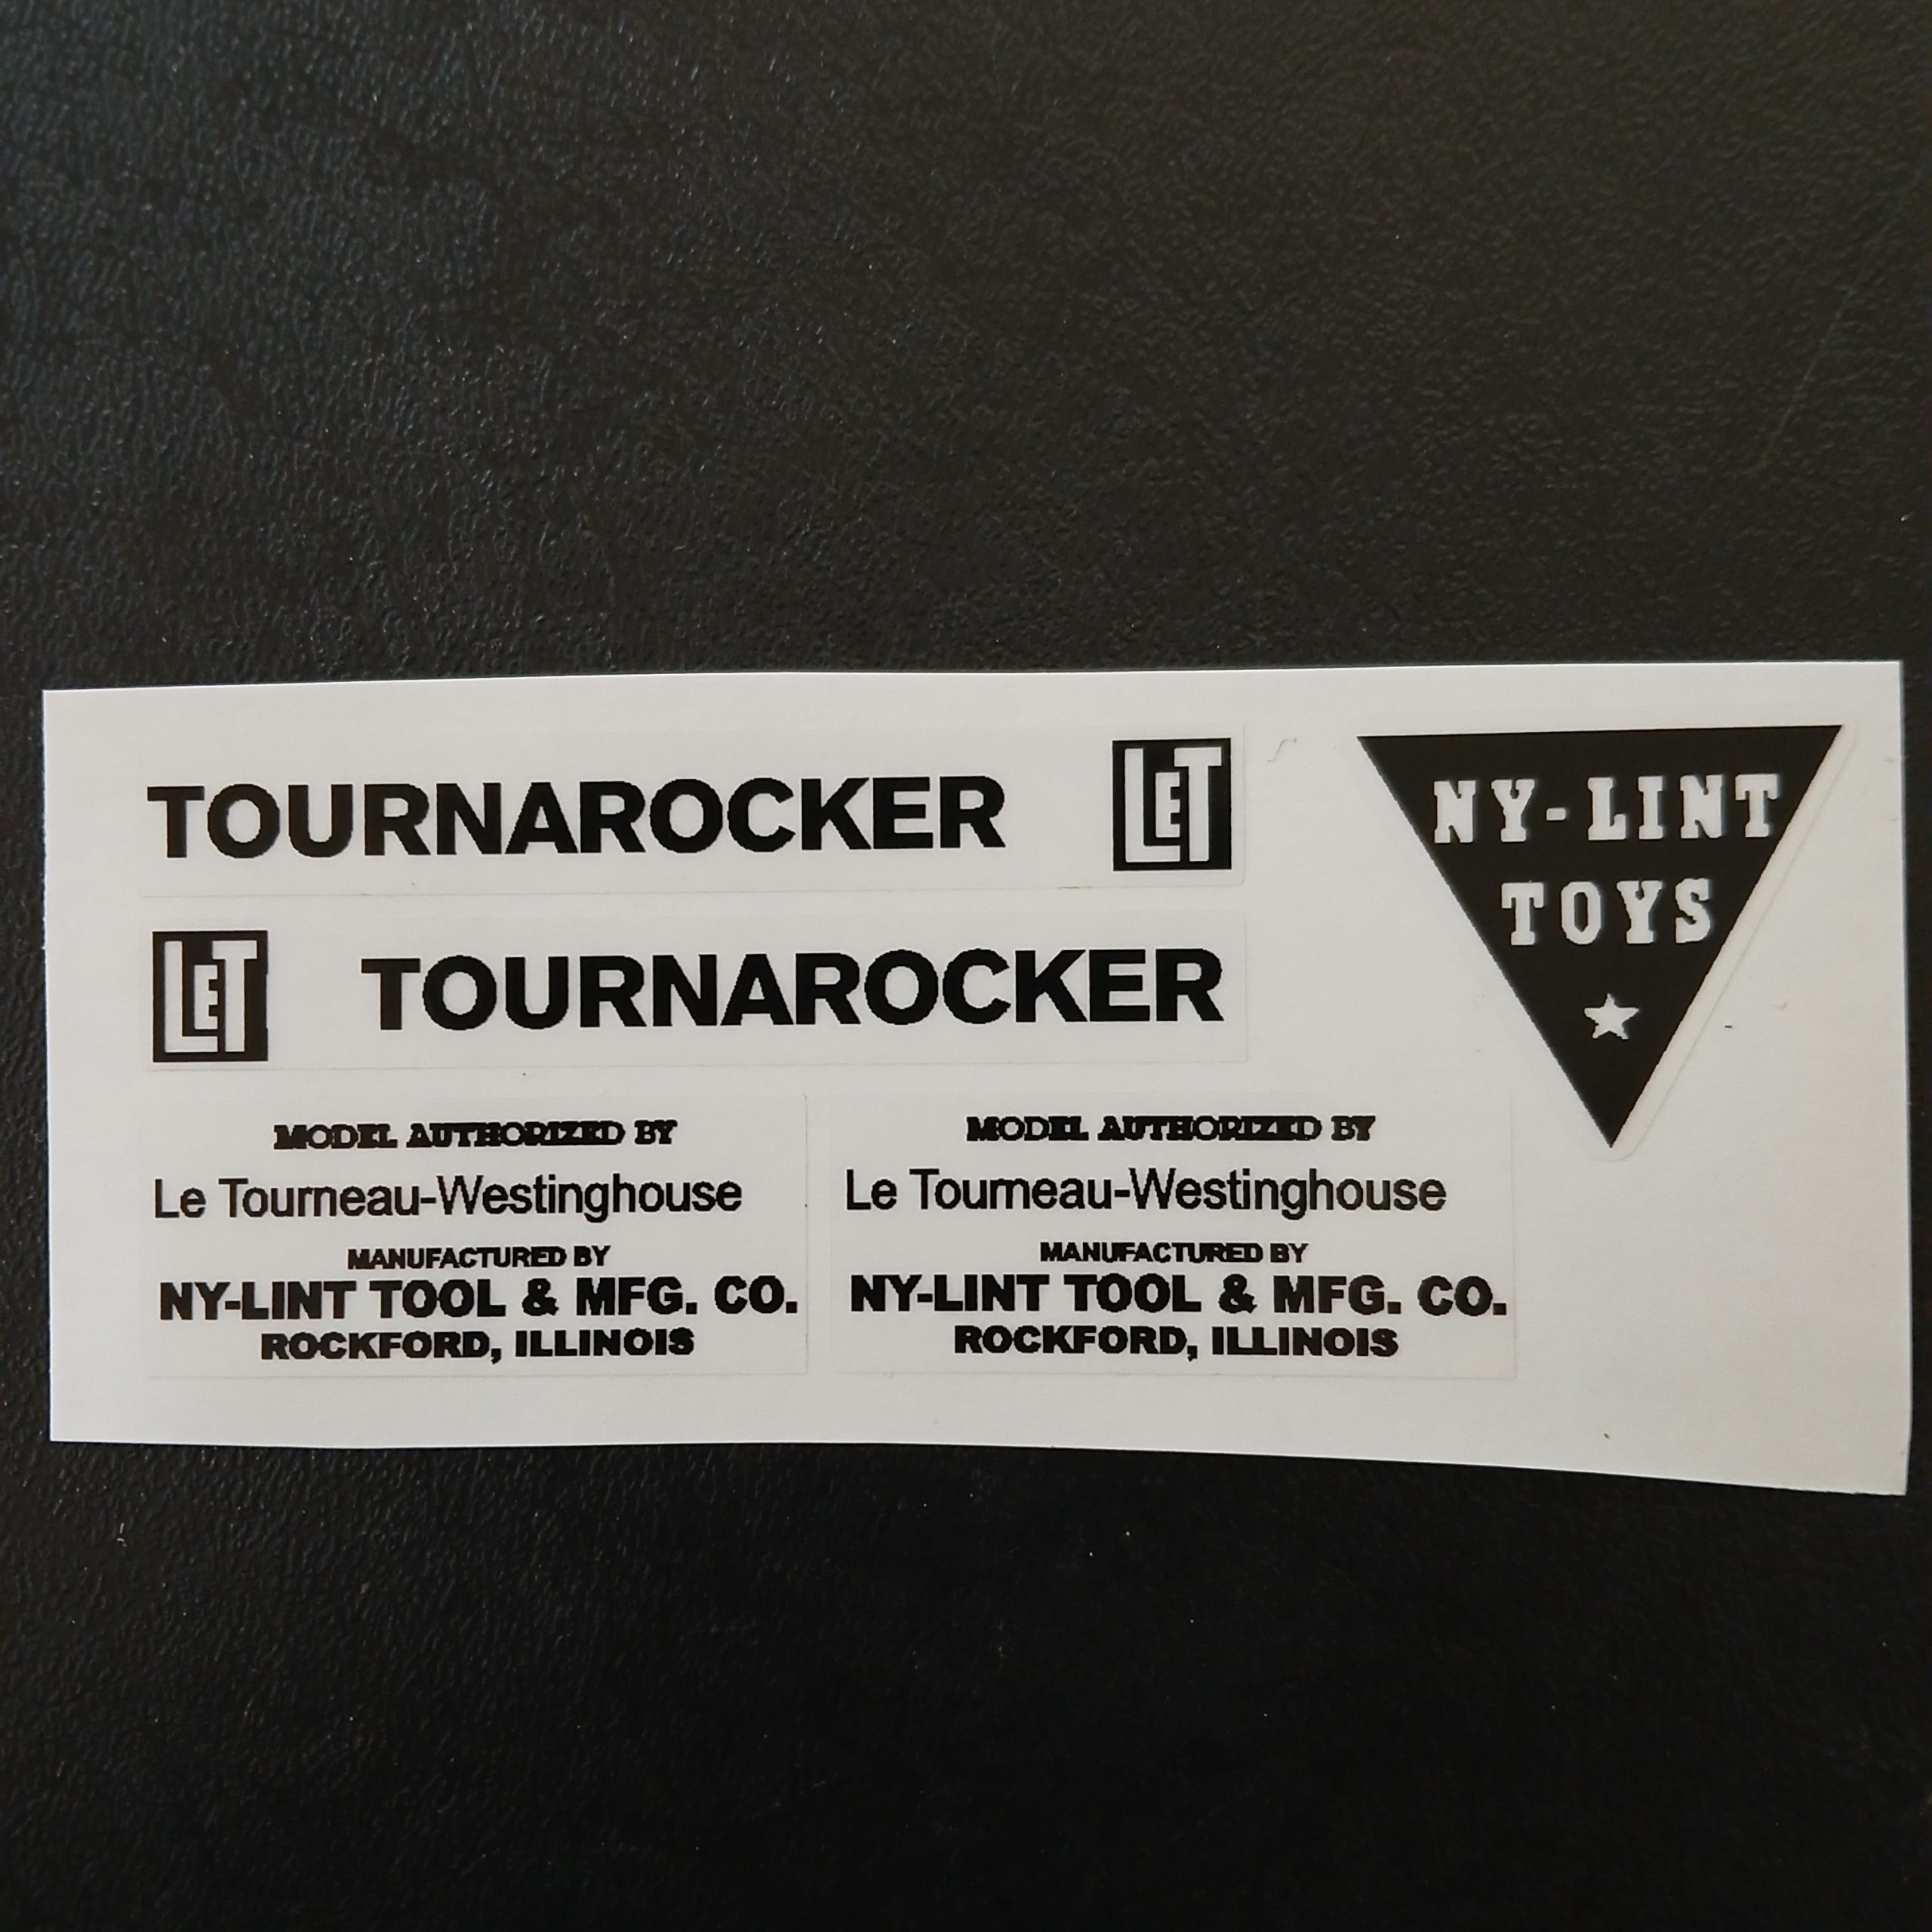 TOURNAROCKER LET
LET TOURNAROCKER
NY-LINT
TOYS
MODEL AUTHORIZED BY
Le Tourneau-Westinghouse
MANUFACTURED BY
NY-LINT TOOL & MFG. CO.
ROCKFORD, ILLINOIS
MODEL AUTHORIZED BY
Le Tourneau-Westinghouse
MANUFACTURED BY
NY-LINT TOOL & MFG. CO.
ROCKFORD, ILLINOIS